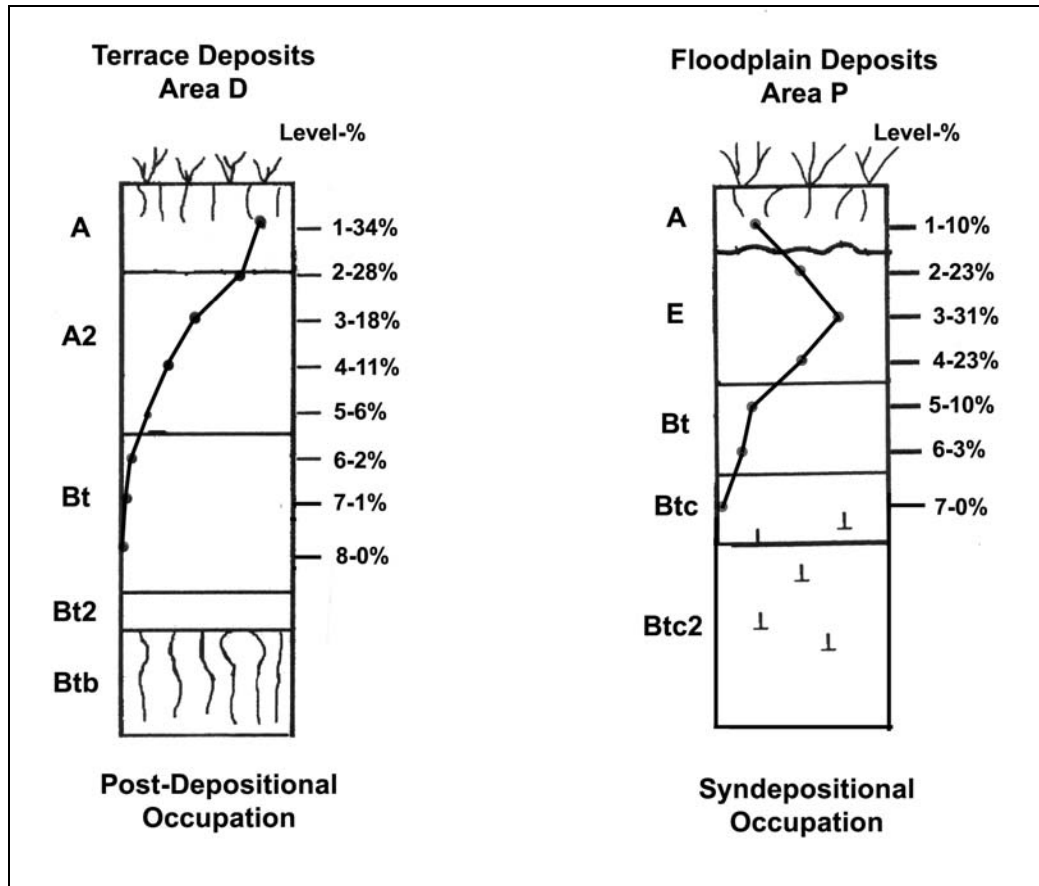 Terrace Deposits
Area D
Level-%
A
1-34%
2-28%
A2
3-18%
4-11%
5-6%
Bt
6-2%
7-1%
8-0%
Bt2
Btb
Post-Depositional
Occupation
Floodplain Deposits
Area P
Level-%
A
1-10%
2-23%
E
3-31%
4-23%
Bt
5-10%
6-3%
Btc
7-0%
Btc2
Syndepositional
Occupation